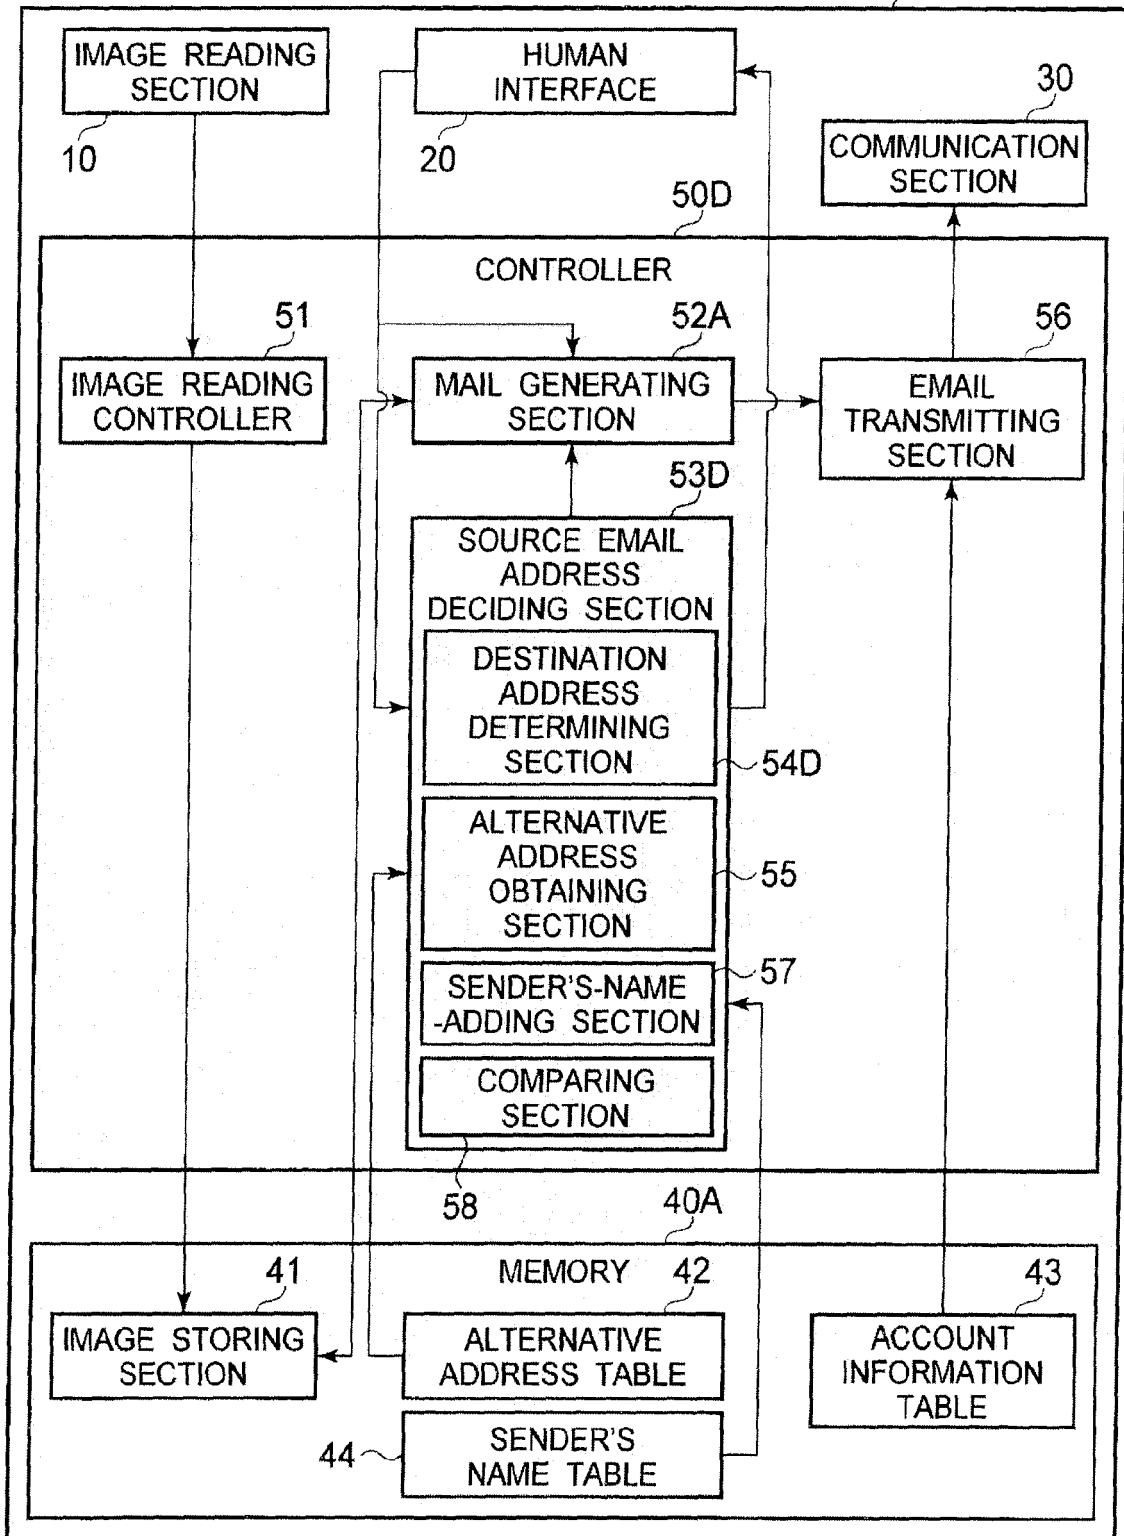 IMAGE READING
SECTION
10
HUMAN
INTERFACE
20
30
COMMUNICATION
SECTION
50D
CONTROLLER
51
IMAGE READING
CONTROLLER
52A
MAIL GENERATING
SECTION
56
EMAIL
TRANSMITTING
SECTION
53D
SOURCE EMAIL
ADDRESS
DECIDING SECTION
DESTINATION
ADDRESS
DETERMINING
SECTION
54D
ALTERNATIVE
ADDRESS
OBTAINING
SECTION
55
57
SENDER'S-NAME
-ADDING SECTION
COMPARING
SECTION
58
40A
MEMORY
41
IMAGE STORING
SECTION
42
ALTERNATIVE
ADDRESS TABLE
43
ACCOUNT
INFORMATION
TABLE
44
SENDER'S
NAME TABLE